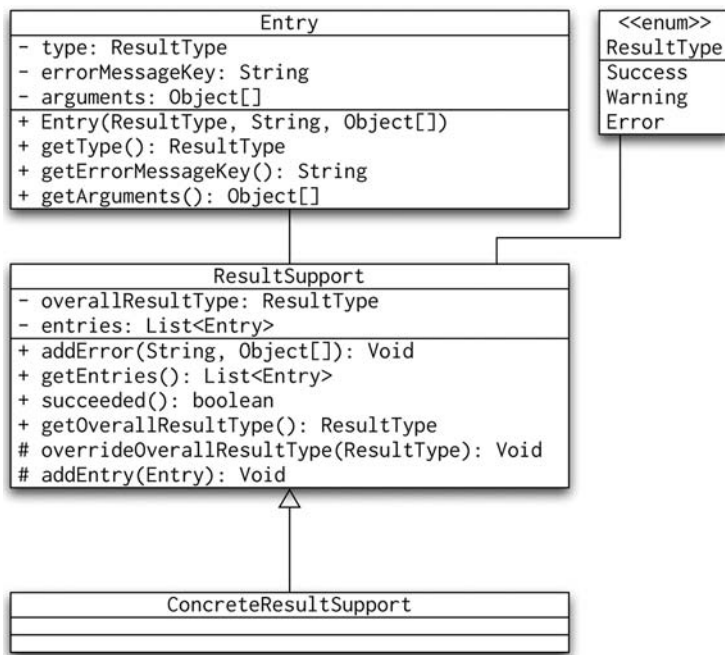 Entry
- type: ResultType
- errorMessageKey: String
- arguments: Object[]
+ Entry(ResultType, String, Object[])
+ getType(): ResultType
+ getErrorMessageKey(): String
+ getArguments(): Object[]
<<enum>>
ResultType
Success
Warning
Error
ResultSupport
- overallResultType: ResultType
- entries: List<Entry>
+ addError(String, Object[]): Void
+ getEntries(): List<Entry>
+ succeeded(): boolean
+ getOverallResultType(): ResultType
# overrideOverallResultType(ResultType): Void
# addEntry(Entry): Void
ConcreteResultSupport